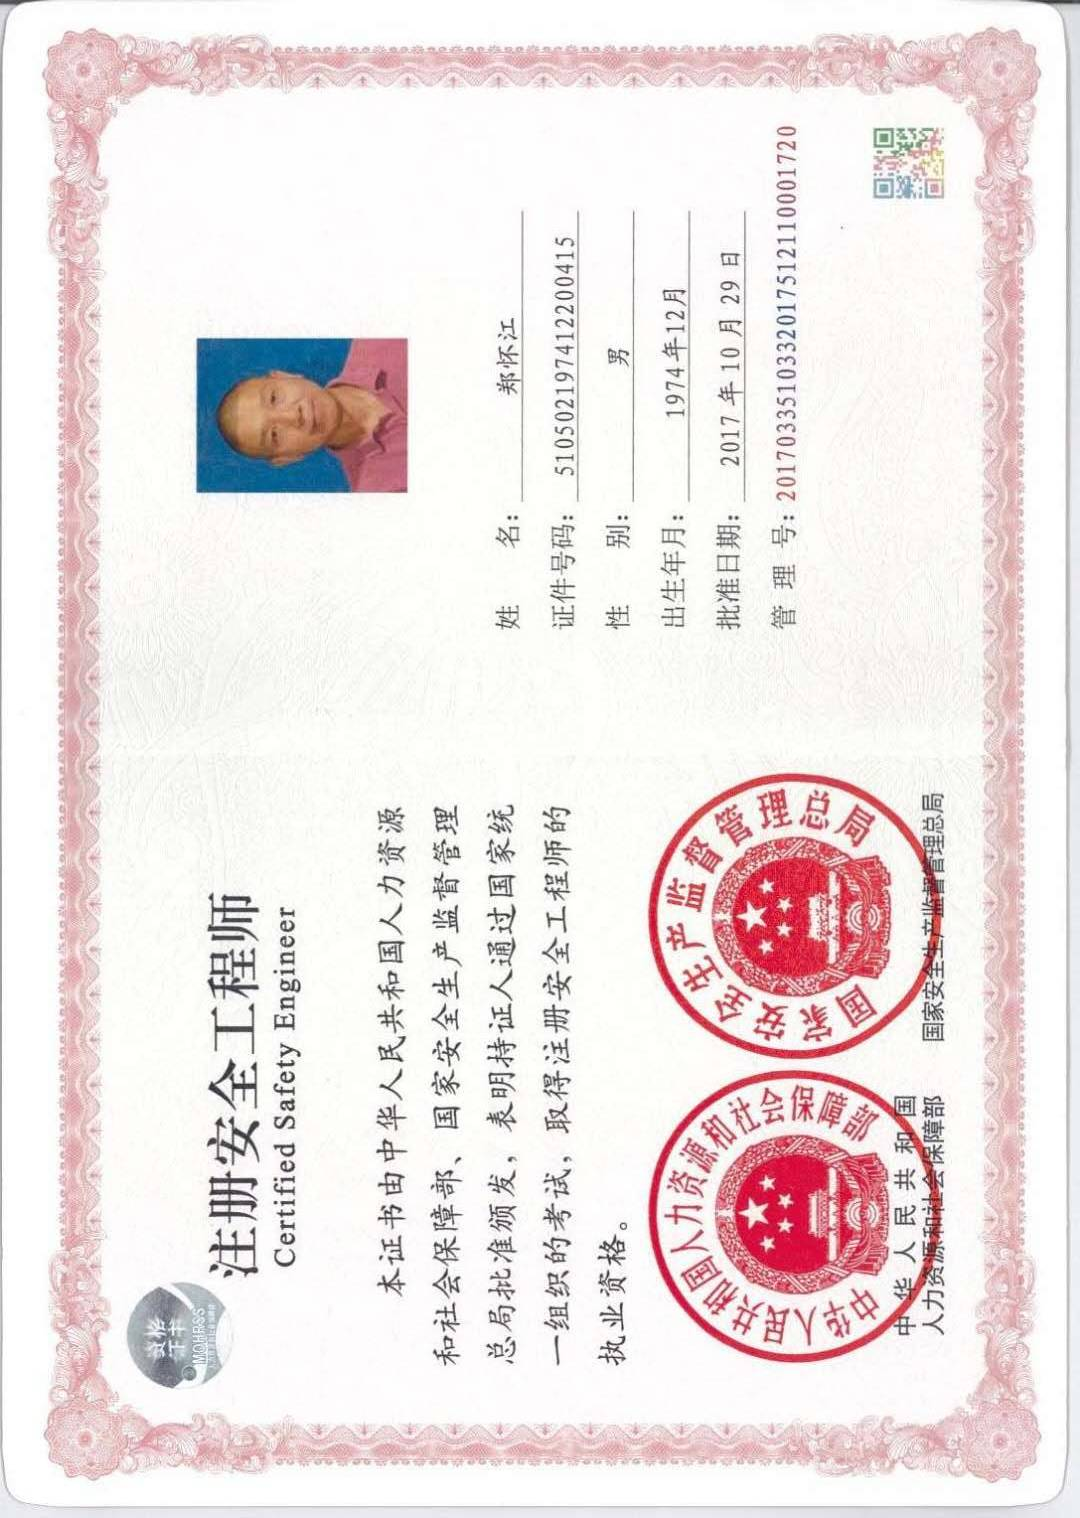 注册安全工程师
Certified Safety Engineer
本证书由中华人民共和国人力资源
和社会保障部、国家安全生产监督管理
总局批准颁发，表明持证人通过国家统
一组织的考试，取得注册安全工程师的
执业资格。
中华人民共和国人力资源和社会保障部
国家安全生产监督管理总局
中华人民共和国
人力资源和社会保障部
国家安全生产监督管理总局
资格
证书
MOHRSS
姓名：郑怀江
证件号码：510502197412200415
性别：男
出生年月：1974年12月
批准日期：2017年10月29日
管理号：2017033510332017512110001720